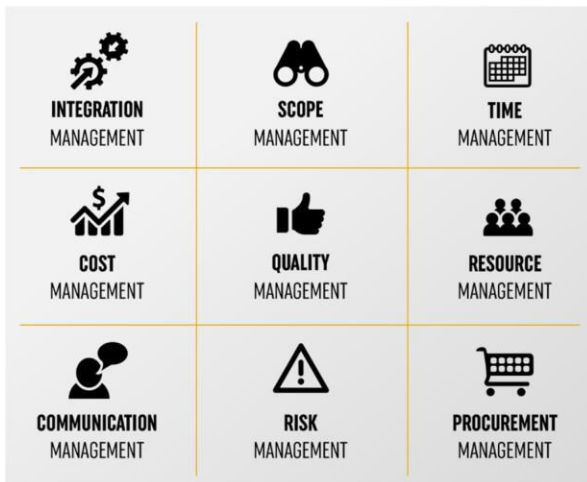 INTEGRATION
MANAGEMENT
SCOPE
MANAGEMENT
TIME
MANAGEMENT
$
COST
MANAGEMENT
QUALITY
MANAGEMENT
RESOURCE
MANAGEMENT
COMMUNICATION
MANAGEMENT
RISK
MANAGEMENT
PROCUREMENT
MANAGEMENT